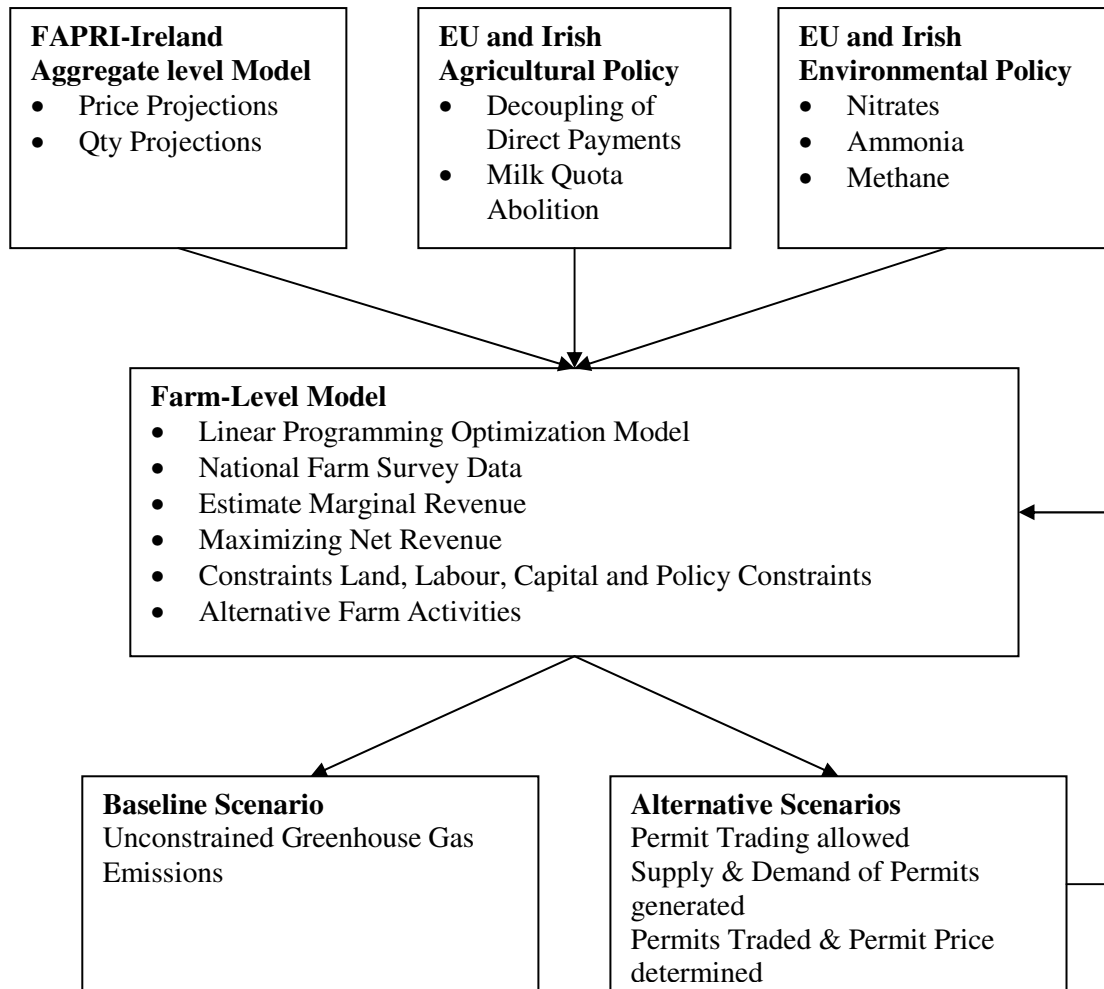 FAPRI-Ireland
Aggregate level Model
• Price Projections
• Qty Projections
EU and Irish
Agricultural Policy
• Decoupling of
Direct Payments
• Milk Quota
Abolition
EU and Irish
Environmental Policy
• Nitrates
• Ammonia
• Methane
Farm-Level Model
• Linear Programming Optimization Model
• National Farm Survey Data
• Estimate Marginal Revenue
• Maximizing Net Revenue
• Constraints Land, Labour, Capital and Policy Constraints
• Alternative Farm Activities
Baseline Scenario
Unconstrained Greenhouse Gas
Emissions
Alternative Scenarios
Permit Trading allowed
Supply & Demand of Permits
generated
Permits Traded & Permit Price
determined